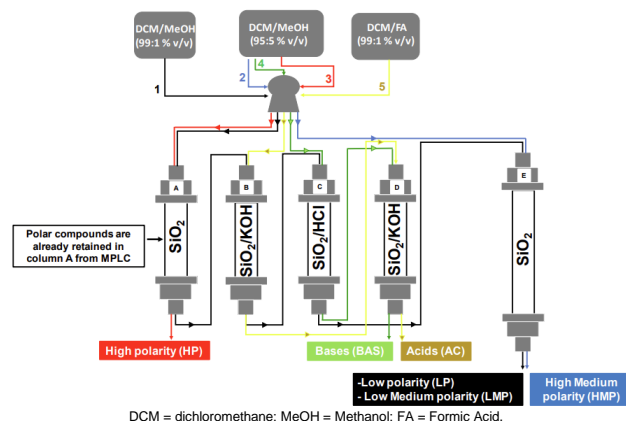 DCM/MeOH
(99:1 % v/v)
DCM/MeOH
(95:5 % v/v)
DCM/FA
(99:1 % v/v)
1
2
4
3
5
A
B
C
D
E
Polar compounds are
already retained in
column A from MPLC
SiO₂
SiO₂/KOH
SiO₂/HCl
SiO₂/KOH
SiO₂
High polarity (HP)
Bases (BAS)
Acids (AC)
-Low polarity (LP)
- Low Medium polarity (LMP)
High Medium
polarity (HMP)
DCM = dichloromethane; MeOH = Methanol; FA = Formic Acid.